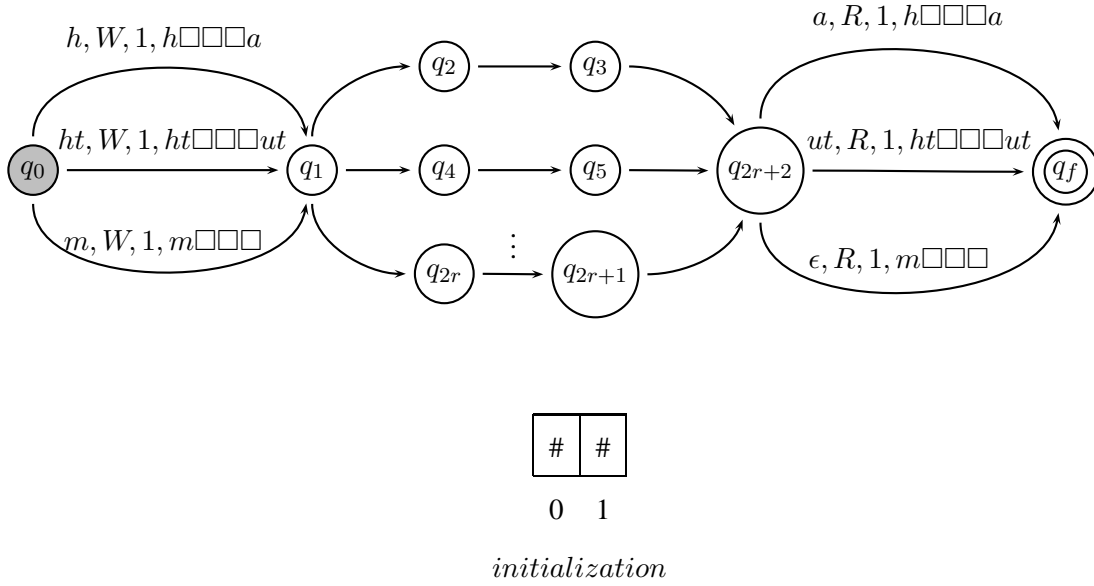 h, W, 1, h□□□a
a, R, 1, h□□□a
q2 q3
ht, W, 1, ht□□□ut
ut, R, 1, ht□□□ut
q0 q1 q4 q5 q2r+2 qf
m, W, 1, m□□□
ϵ, R, 1, m□□□
⋮
q2r q2r+1
# #
0 1
initialization